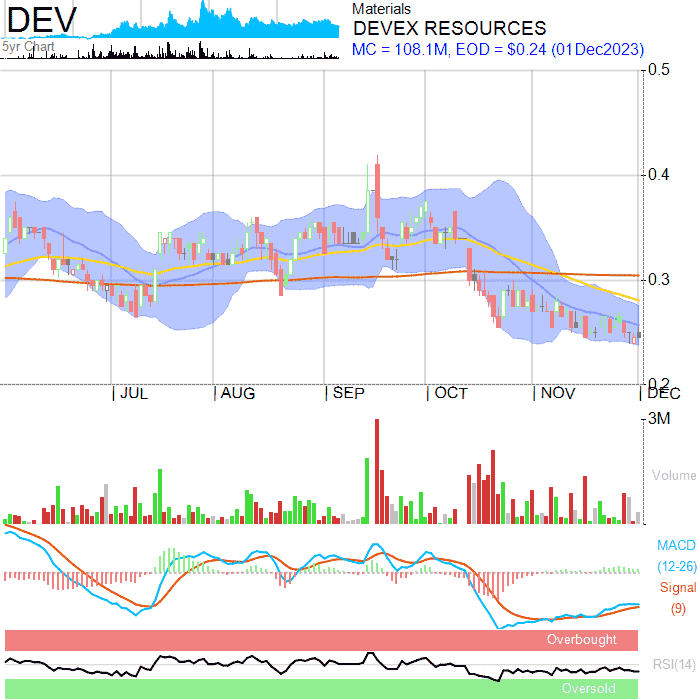 DEV
5yr Chart
Materials
DEVEX RESOURCES
MC = 108.1M, EOD = $0.24 (01Dec2023)
0.5
0.4
0.3
0.2
JUL AUG SEP OCT NOV DEC
3M
Volume
MACD
(12-26)
Signal
(9)
Overbought
RSI(14)
Oversold